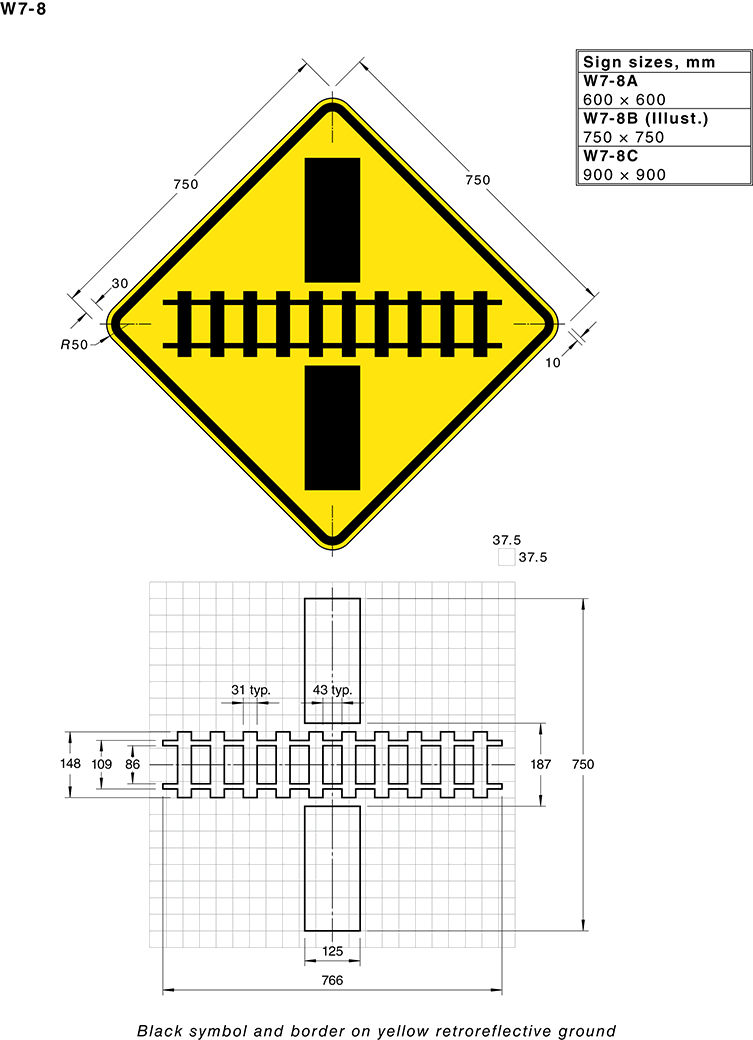 W7-8
Sign sizes, mm
W7-8A
600 × 600
W7-8B (Illust.)
750 × 750
W7-8C
900 × 900
750
750
30
R50
10
37.5
37.5
31 typ.
43 typ.
148
109
86
187
750
125
766
Black symbol and border on yellow retroreflective ground